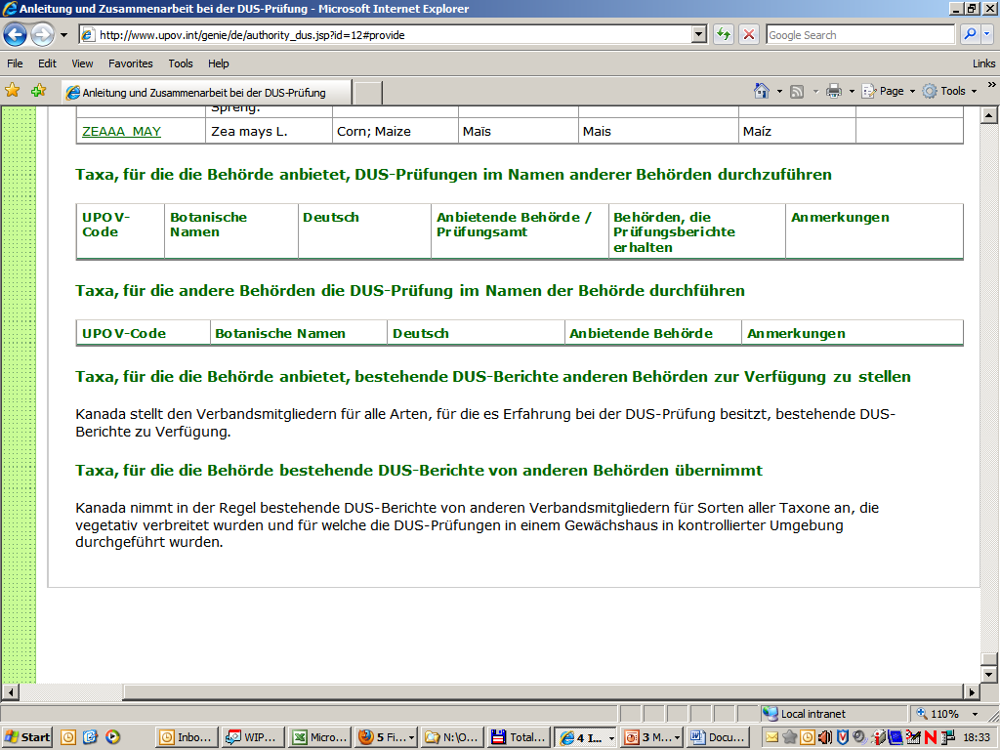 Anleitung und Zusammenarbeit bei der DUS-Prüfung - Microsoft Internet Explorer
http://www.upov.int/genie/de/authority_dus.jsp?id=12#provide
Google Search
File Edit View Favorites Tools Help Links
Anleitung und Zusammenarbeit bei der DUS-Prüfung Page Tools »
Spreng.
ZEAAA_MAY Zea mays L. Corn; Maize Maïs Mais Maíz
Taxa, für die die Behörde anbietet, DUS-Prüfungen im Namen anderer Behörden durchzuführen
UPOV-Code Botanische Namen Deutsch Anbietende Behörde / Prüfungsamt Behörden, die Prüfungsberichte erhalten Anmerkungen
Taxa, für die andere Behörden die DUS-Prüfung im Namen der Behörde durchführen
UPOV-Code Botanische Namen Deutsch Anbietende Behörde Anmerkungen
Taxa, für die die Behörde anbietet, bestehende DUS-Berichte anderen Behörden zur Verfügung zu stellen
Kanada stellt den Verbandsmitgliedern für alle Arten, für die es Erfahrung bei der DUS-Prüfung besitzt, bestehende DUS-
Berichte zu Verfügung.
Taxa, für die die Behörde bestehende DUS-Berichte von anderen Behörden übernimmt
Kanada nimmt in der Regel bestehende DUS-Berichte von anderen Verbandsmitgliedern für Sorten aller Taxone an, die
vegetativ verbreitet wurden und für welche die DUS-Prüfungen in einem Gewächshaus in kontrollierter Umgebung
durchgeführt wurden.
Local intranet 110%
Start Inbo... WIP... Micro... 5 Fi... N:\O... Total... 4 I... 3 M... Docu... 18:33